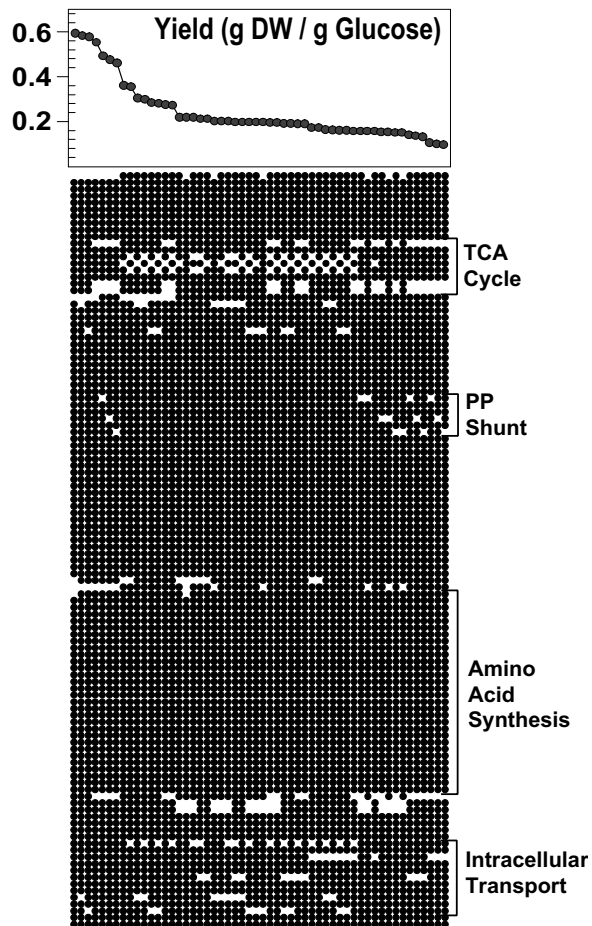 Yield (g DW / g Glucose)
0.6
0.4
0.2
TCA
Cycle
PP
Shunt
Amino
Acid
Synthesis
Intracellular
Transport